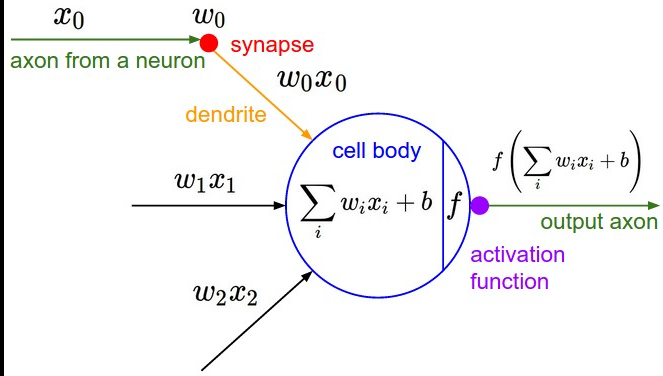 x₀ w₀
axon from a neuron synapse
w₀x₀
dendrite
cell body
w₁x₁
∑ᵢ wᵢxᵢ + b f
f(∑ᵢ wᵢxᵢ + b)
output axon
activation
function
w₂x₂